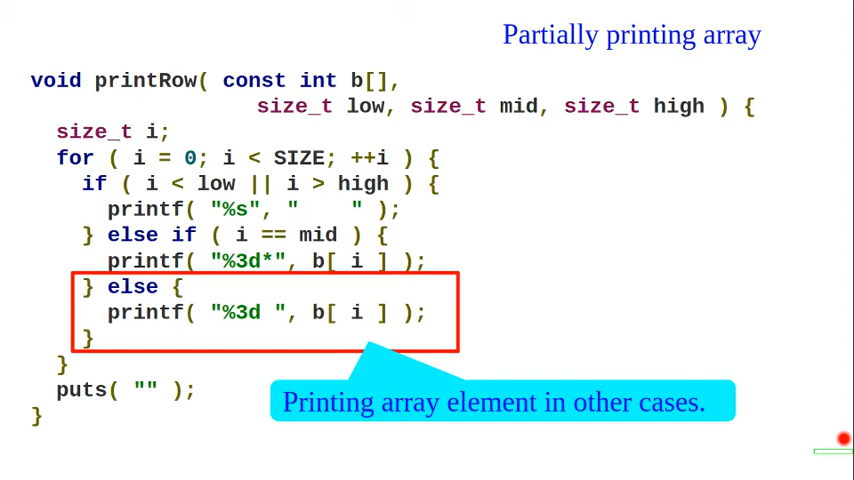 Partially printing array
void printRow( const int b[],
size_t low, size_t mid, size_t high ) {
size_t i;
for ( i = 0; i < SIZE; ++i ) {
if ( i < low || i > high ) {
printf( "%s", "    " );
} else if ( i == mid ) {
printf( "%3d*", b[ i ] );
} else {
printf( "%3d ", b[ i ] );
}
}
puts( "" );
}
Printing array element in other cases.